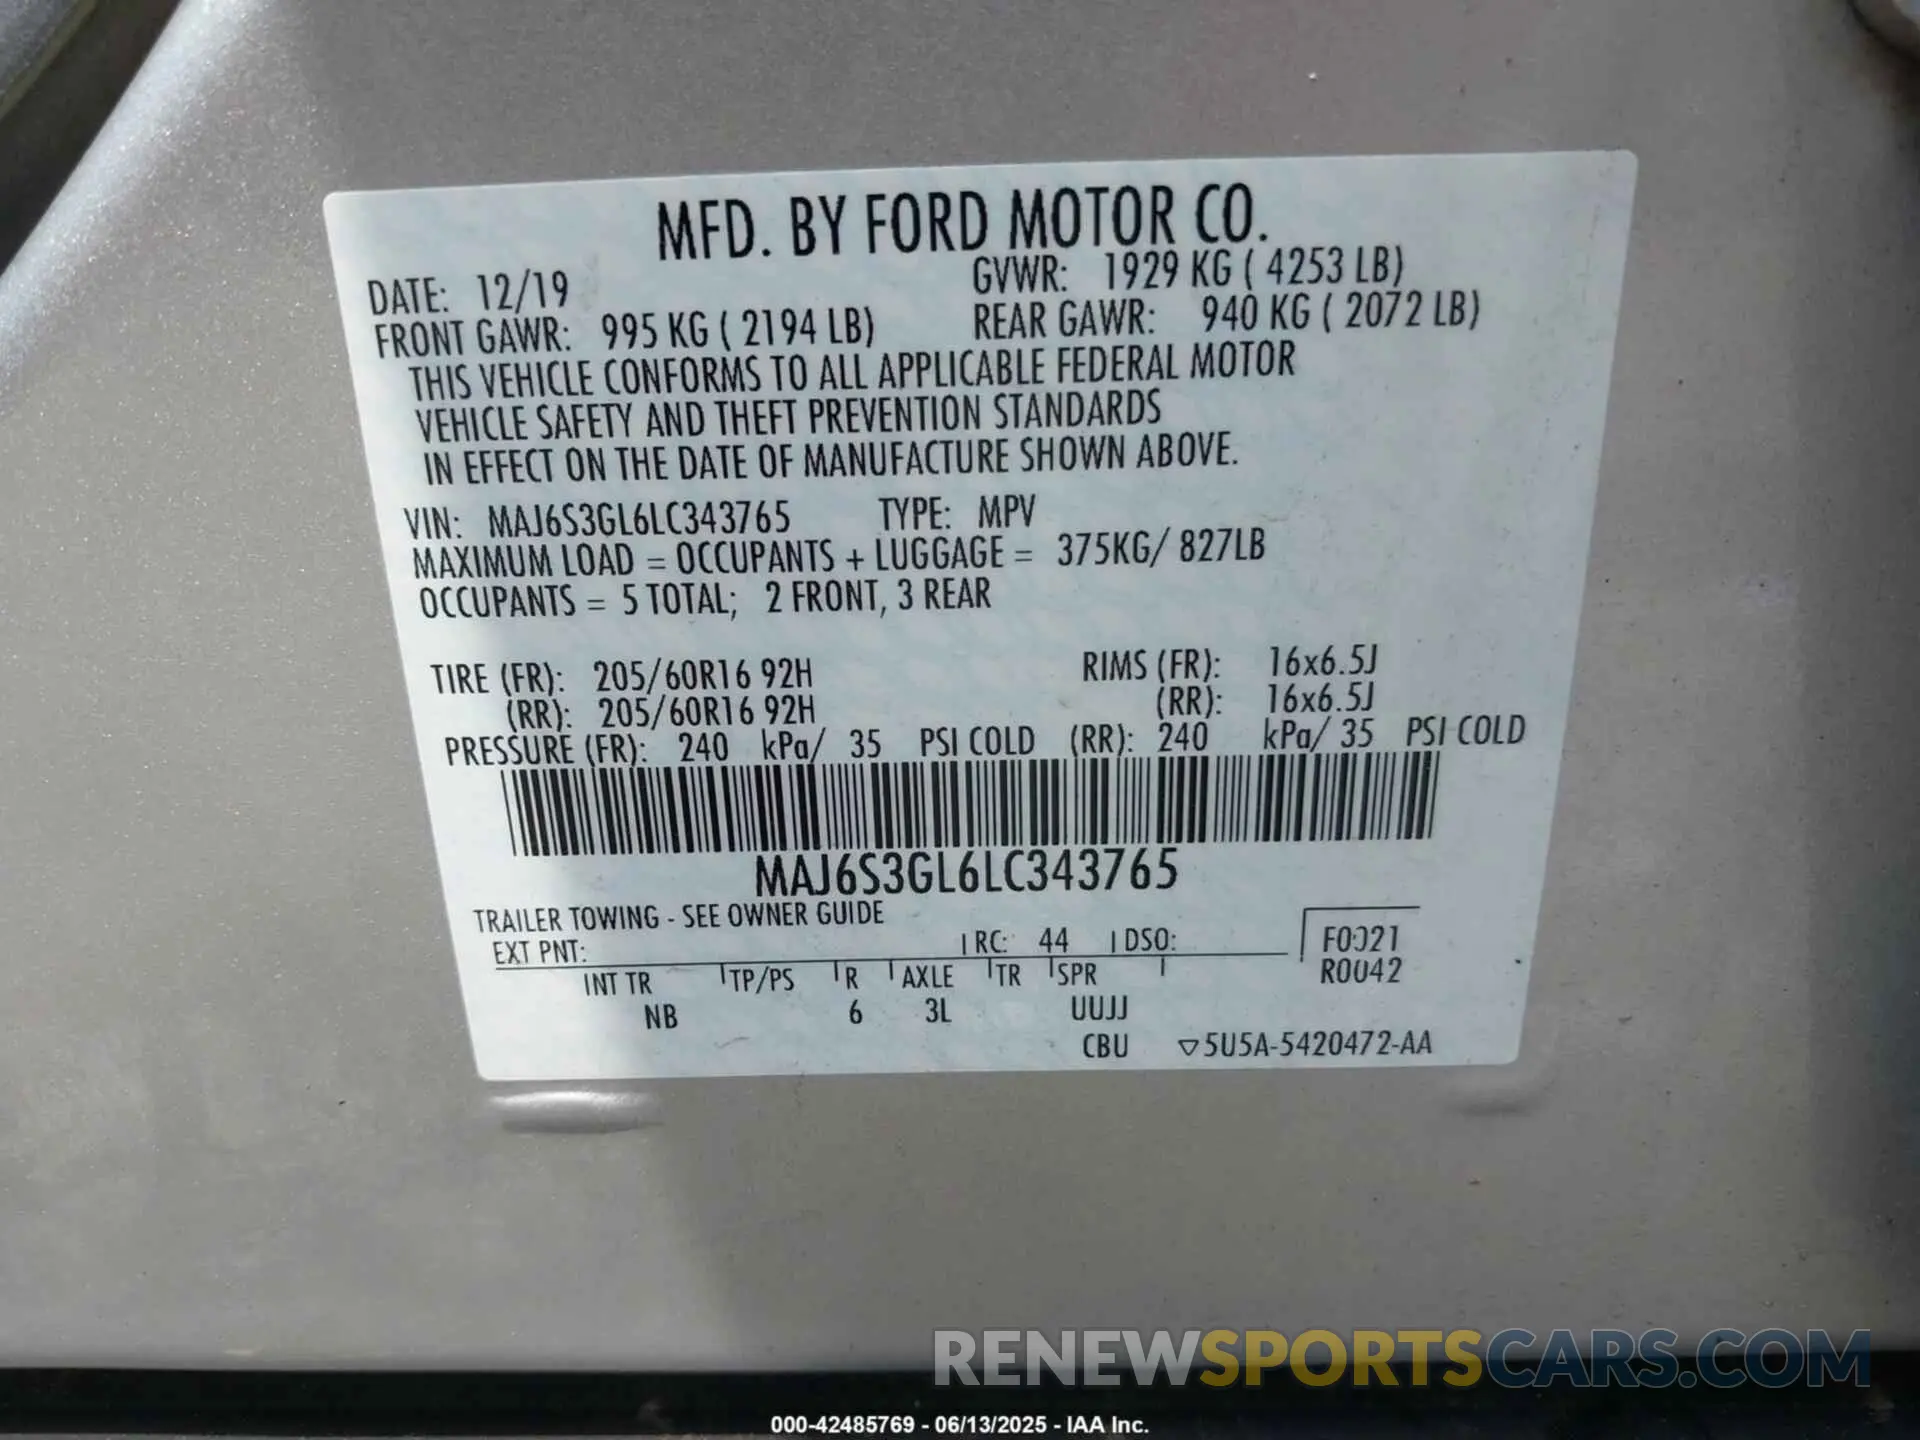 MFD. BY FORD MOTOR CO.
DATE: 12/19 GVWR: 1929 KG ( 4253 LB)
FRONT GAWR: 995 KG ( 2194 LB) REAR GAWR: 940 KG ( 2072 LB)
THIS VEHICLE CONFORMS TO ALL APPLICABLE FEDERAL MOTOR
VEHICLE SAFETY AND THEFT PREVENTION STANDARDS
IN EFFECT ON THE DATE OF MANUFACTURE SHOWN ABOVE.
VIN: MAJ6S3GL6LC343765 TYPE: MPV
MAXIMUM LOAD = OCCUPANTS + LUGGAGE = 375KG/ 827LB
OCCUPANTS = 5 TOTAL; 2 FRONT, 3 REAR
TIRE (FR): 205/60R16 92H RIMS (FR): 16x6.5J
(RR): 205/60R16 92H (RR): 16x6.5J
PRESSURE (FR): 240 kPa/ 35 PSI COLD (RR): 240 kPa/ 35 PSI COLD
MAJ6S3GL6LC343765
TRAILER TOWING - SEE OWNER GUIDE
EXT PNT: RC: 44 DSO: F0021
R0042
INT TR TP/PS R AXLE TR SPR
NB 6 3L UUJJ
CBU ▽5U5A-5420472-AA
RENEWSPORTSCARS.COM
000-42485769 - 06/13/2025 - IAA Inc.